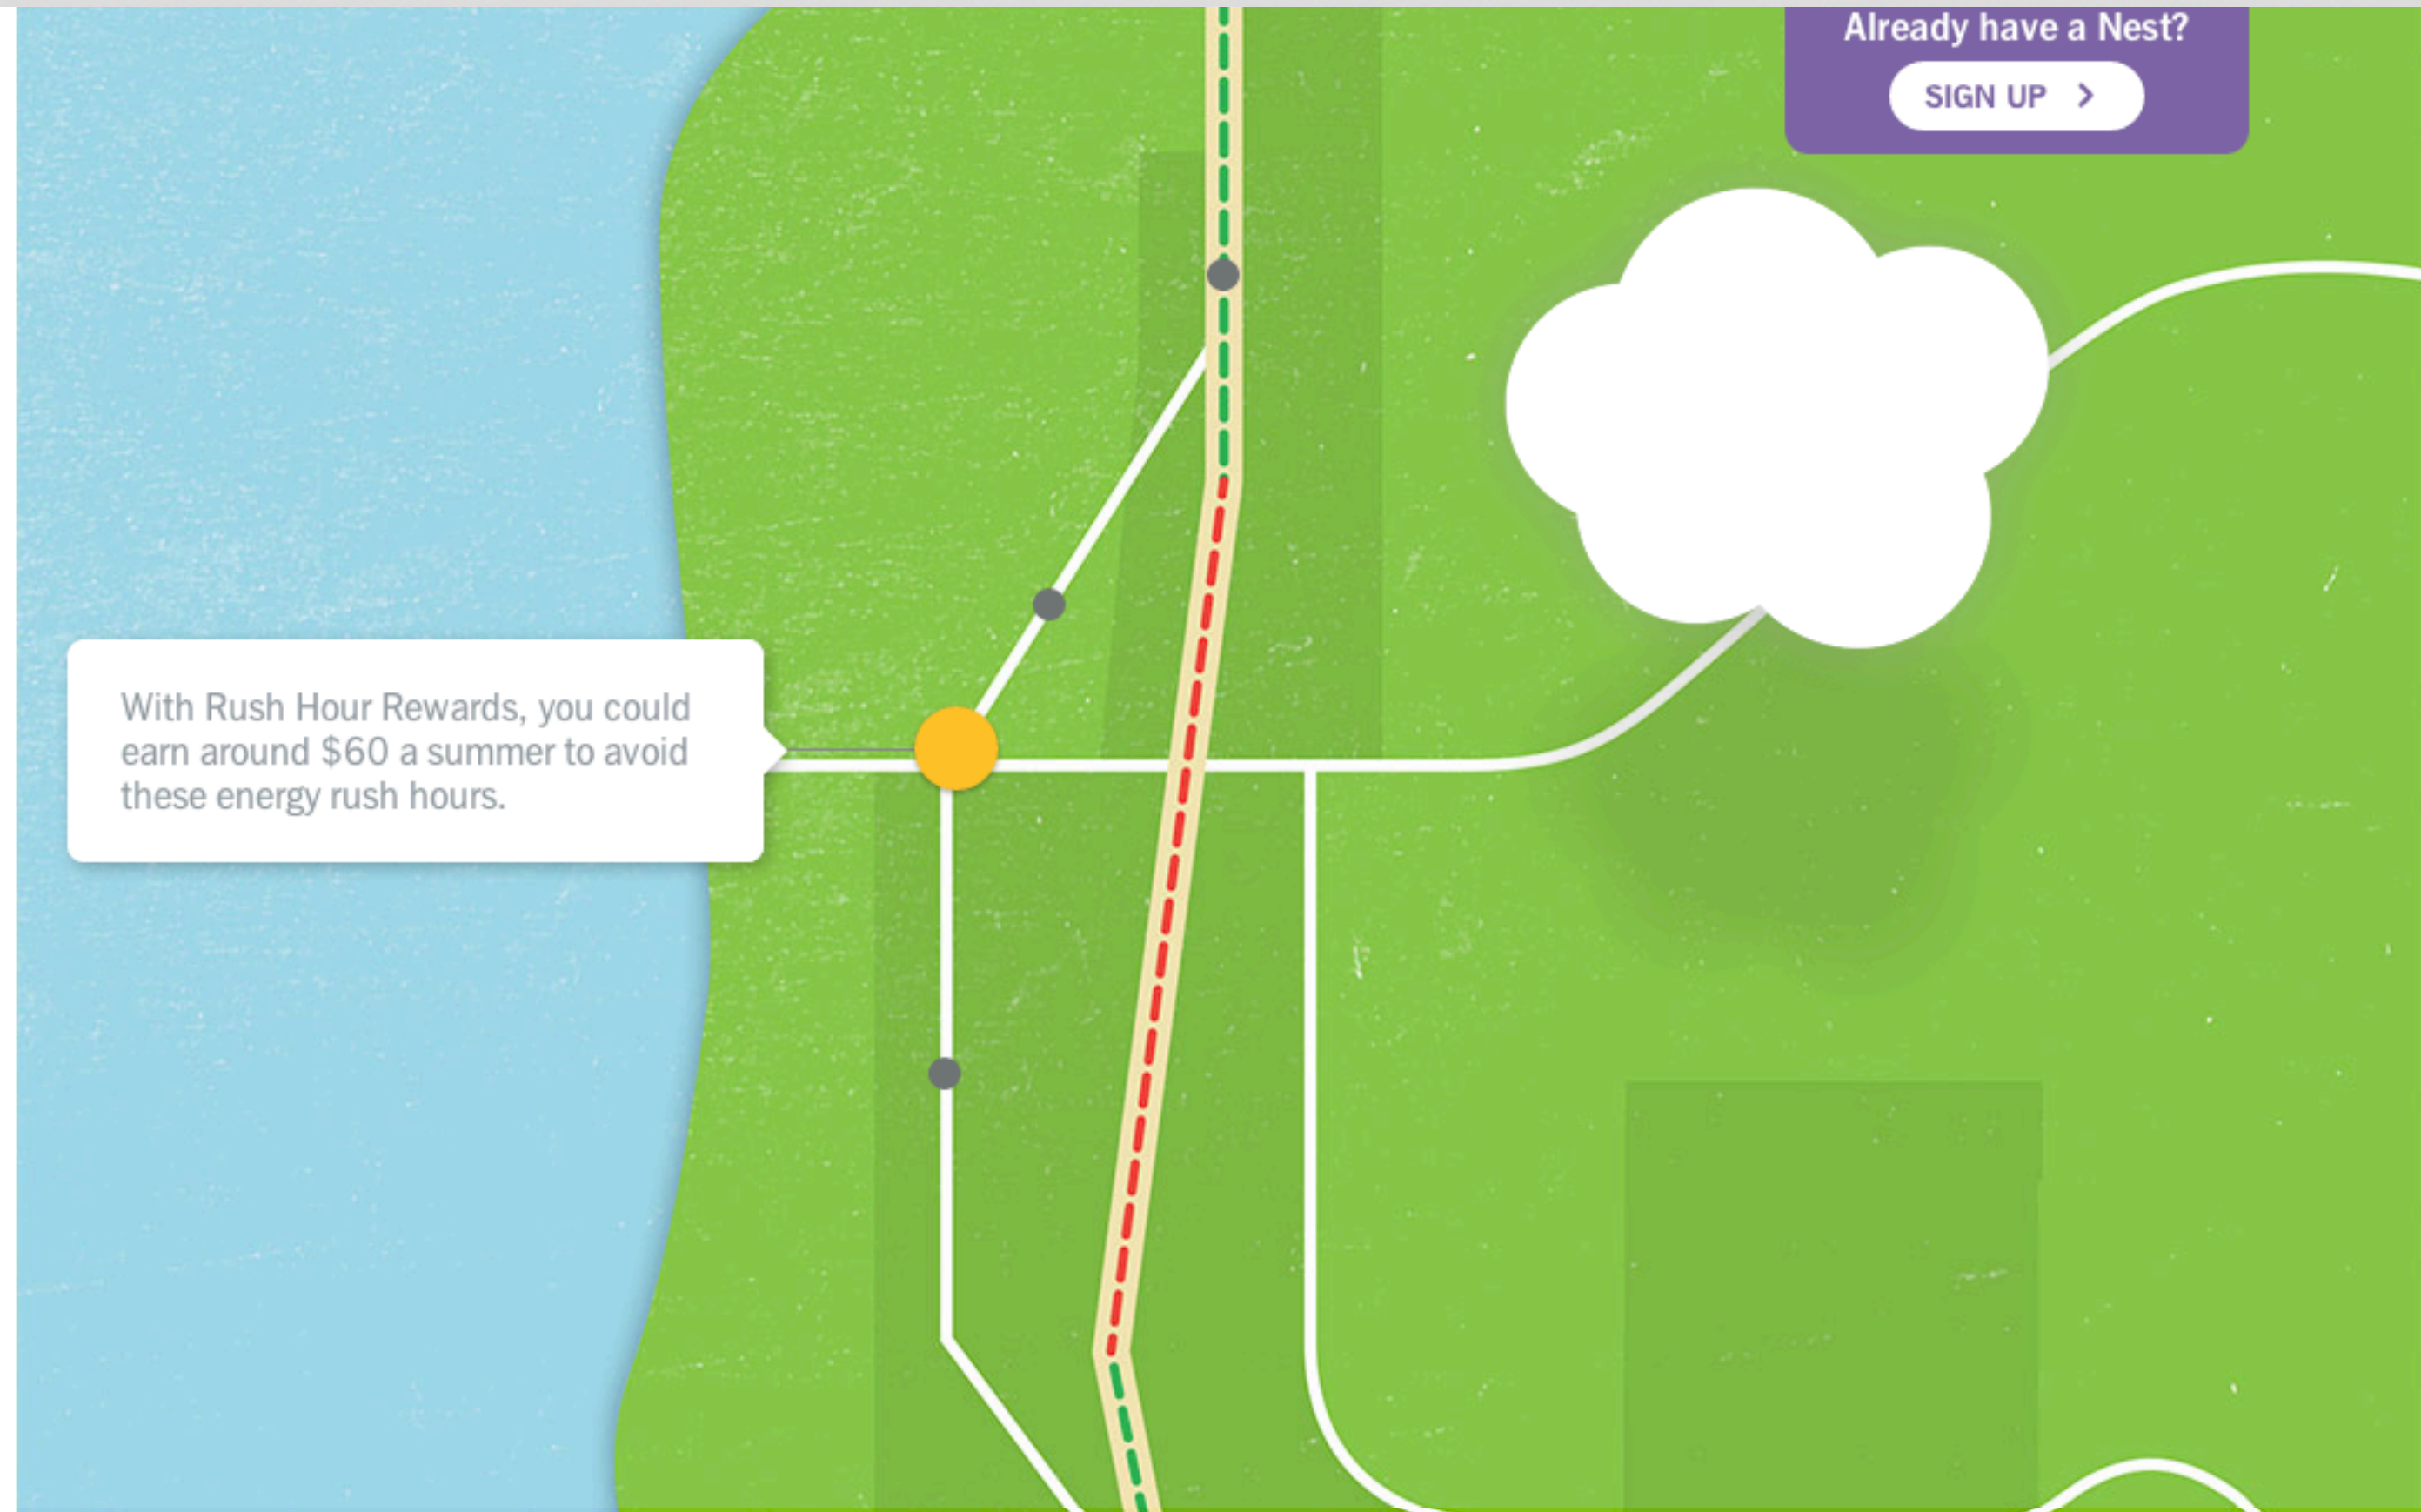 Already have a Nest?
SIGN UP
With Rush Hour Rewards, you could
earn around $60 a summer to avoid
these energy rush hours.